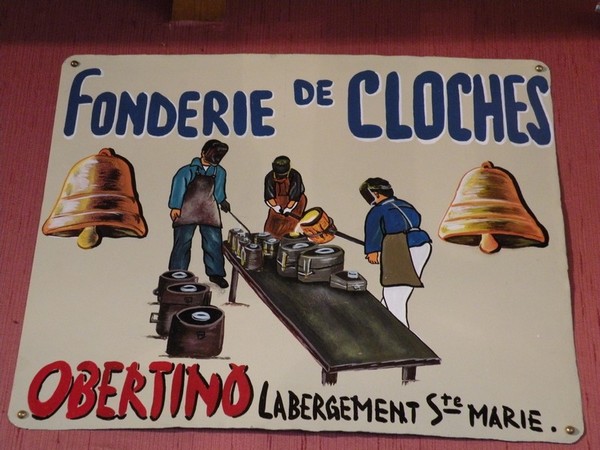 FONDERIE DE CLOCHES
OBERTINO LABERGEMENT Ste MARIE.